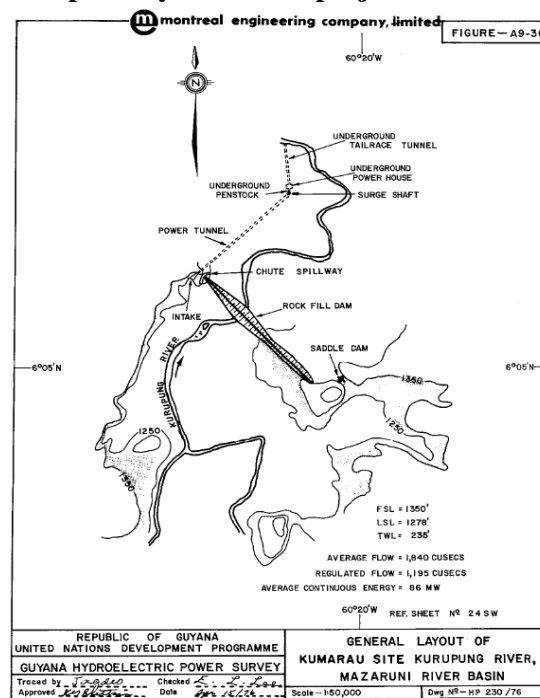 montreal engineering company, limited
FIGURE - A9-30
60°20'W
N
UNDERGROUND
TAILRACE TUNNEL
UNDERGROUND
POWER HOUSE
UNDERGROUND
PENSTOCK
SURGE SHAFT
POWER TUNNEL
CHUTE SPILLWAY
INTAKE
ROCK FILL DAM
SADDLE DAM
6°05'N
6°05'N
KURUPUNG RIVER
1350
1250
1250
1350
FSL = 1350'
LSL = 1278'
TWL = 235'
AVERAGE FLOW = 1,840 CUSECS
REGULATED FLOW = 1,195 CUSECS
AVERAGE CONTINUOUS ENERGY = 86 MW
60°20'W
REF. SHEET Nº 24 SW
REPUBLIC OF GUYANA
UNITED NATIONS DEVELOPMENT PROGRAMME
GUYANA HYDROELECTRIC POWER SURVEY
Traced by Checked
Approved Date
GENERAL LAYOUT OF
KUMARAU SITE KURUPUNG RIVER,
MAZARUNI RIVER BASIN
Scale - 1:50,000
Dwg Nº - HP 230 /76